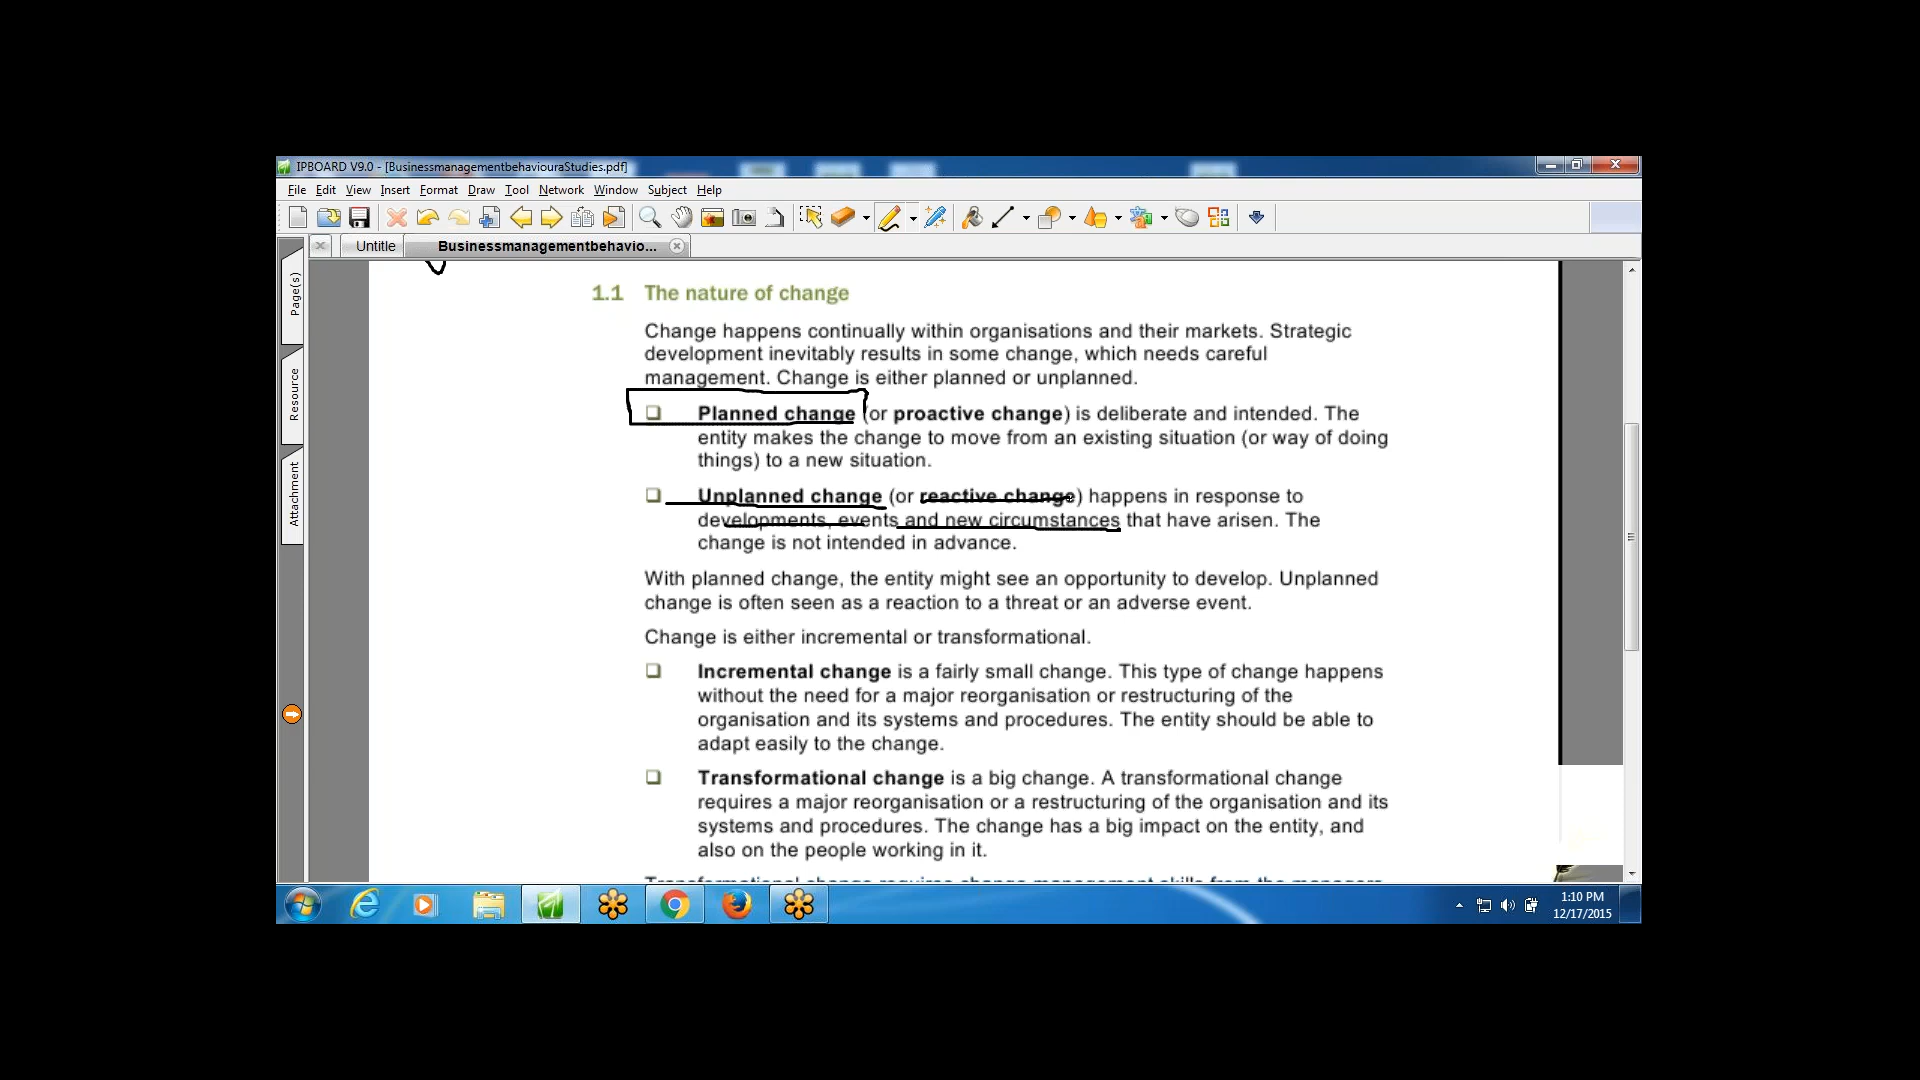 IPBOARD V9.0 - [BusinessmanagementbehaviouraStudies.pdf]
File Edit View Insert Format Draw Tool Network Window Subject Help
Untitle Businessmanagementbehavio...
Page(s)
Resource
Attachment
1.1 The nature of change
Change happens continually within organisations and their markets. Strategic
development inevitably results in some change, which needs careful
management. Change is either planned or unplanned.
❑ Planned change (or proactive change) is deliberate and intended. The
entity makes the change to move from an existing situation (or way of doing
things) to a new situation.
❑ Unplanned change (or reactive change) happens in response to
developments, events and new circumstances that have arisen. The
change is not intended in advance.
With planned change, the entity might see an opportunity to develop. Unplanned
change is often seen as a reaction to a threat or an adverse event.
Change is either incremental or transformational.
❑ Incremental change is a fairly small change. This type of change happens
without the need for a major reorganisation or restructuring of the
organisation and its systems and procedures. The entity should be able to
adapt easily to the change.
❑ Transformational change is a big change. A transformational change
requires a major reorganisation or a restructuring of the organisation and its
systems and procedures. The change has a big impact on the entity, and
also on the people working in it.
Transformational change requires change management skills from the managers
1:10 PM
12/17/2015